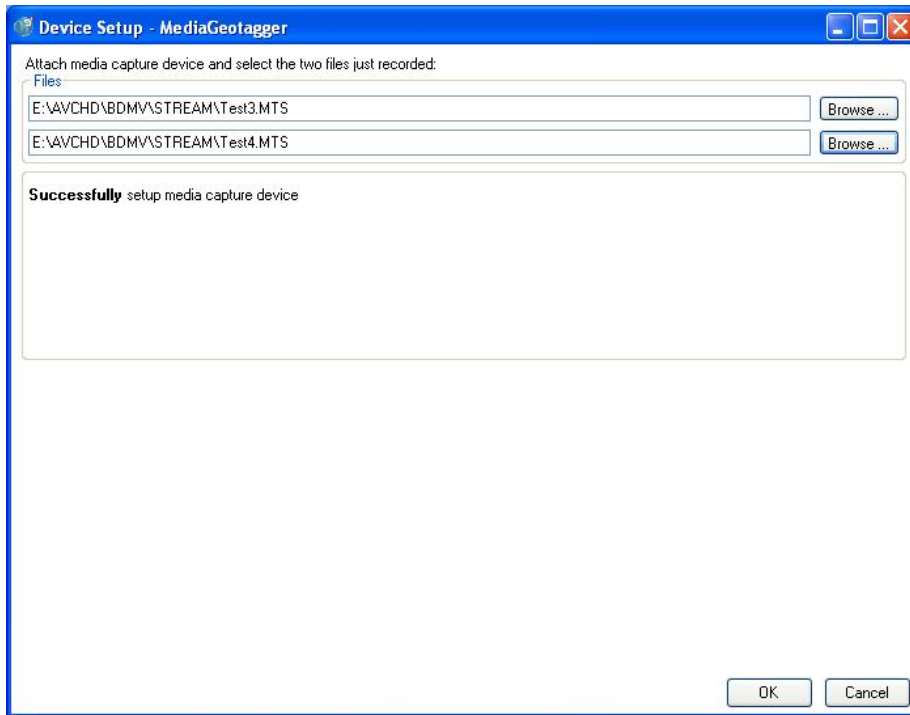 Device Setup - MediaGeotagger
Attach media capture device and select the two files just recorded:
Files
E:\AVCHD\BDMV\STREAM\Test3.MTS
Browse ...
E:\AVCHD\BDMV\STREAM\Test4.MTS
Browse ...
Successfully setup media capture device
OK
Cancel